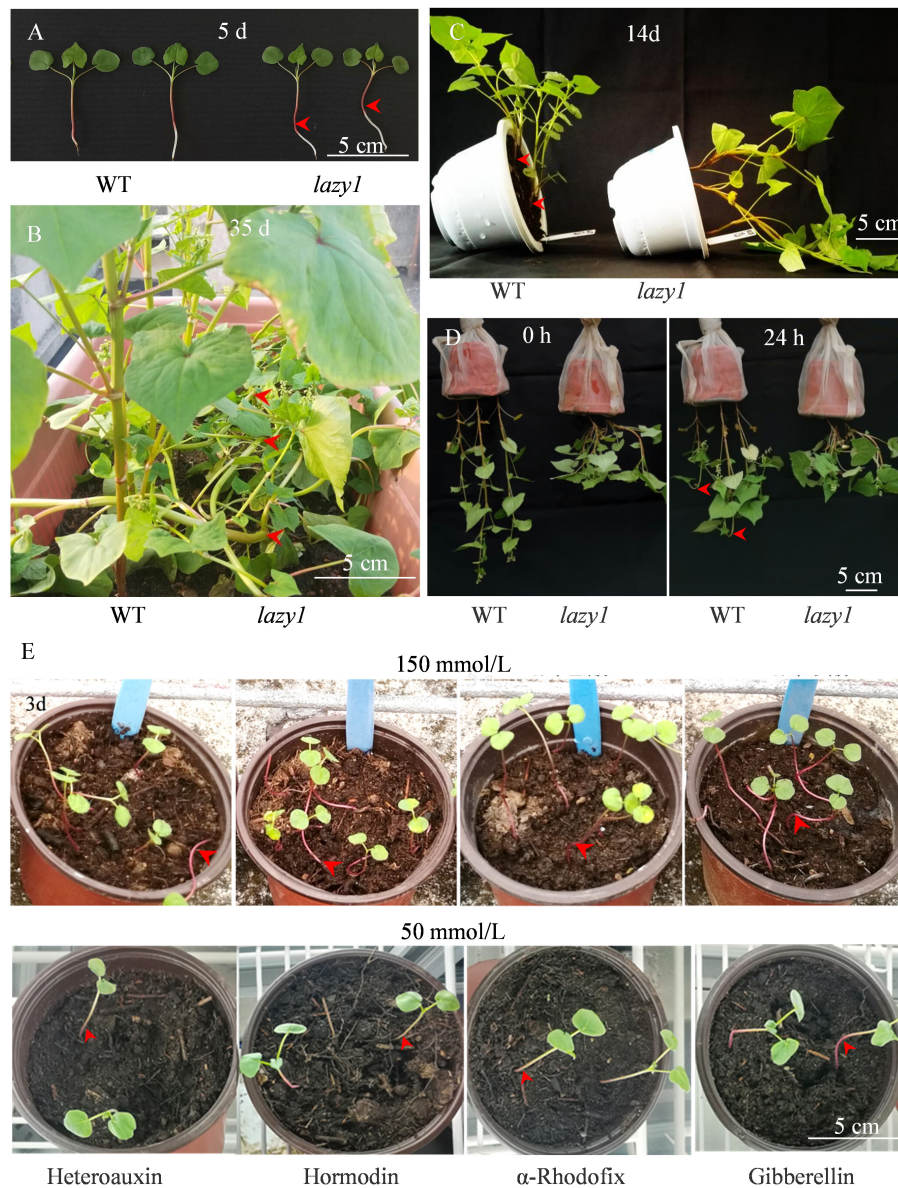 A
5 d
5 cm
WT
lazy1
B
35 d
5 cm
WT
lazy1
C
14d
5 cm
WT
lazy1
D
0 h
24 h
5 cm
WT
lazy1
WT
lazy1
E
150 mmol/L
3d
50 mmol/L
5 cm
Heteroauxin
Hormodin
α-Rhodofix
Gibberellin